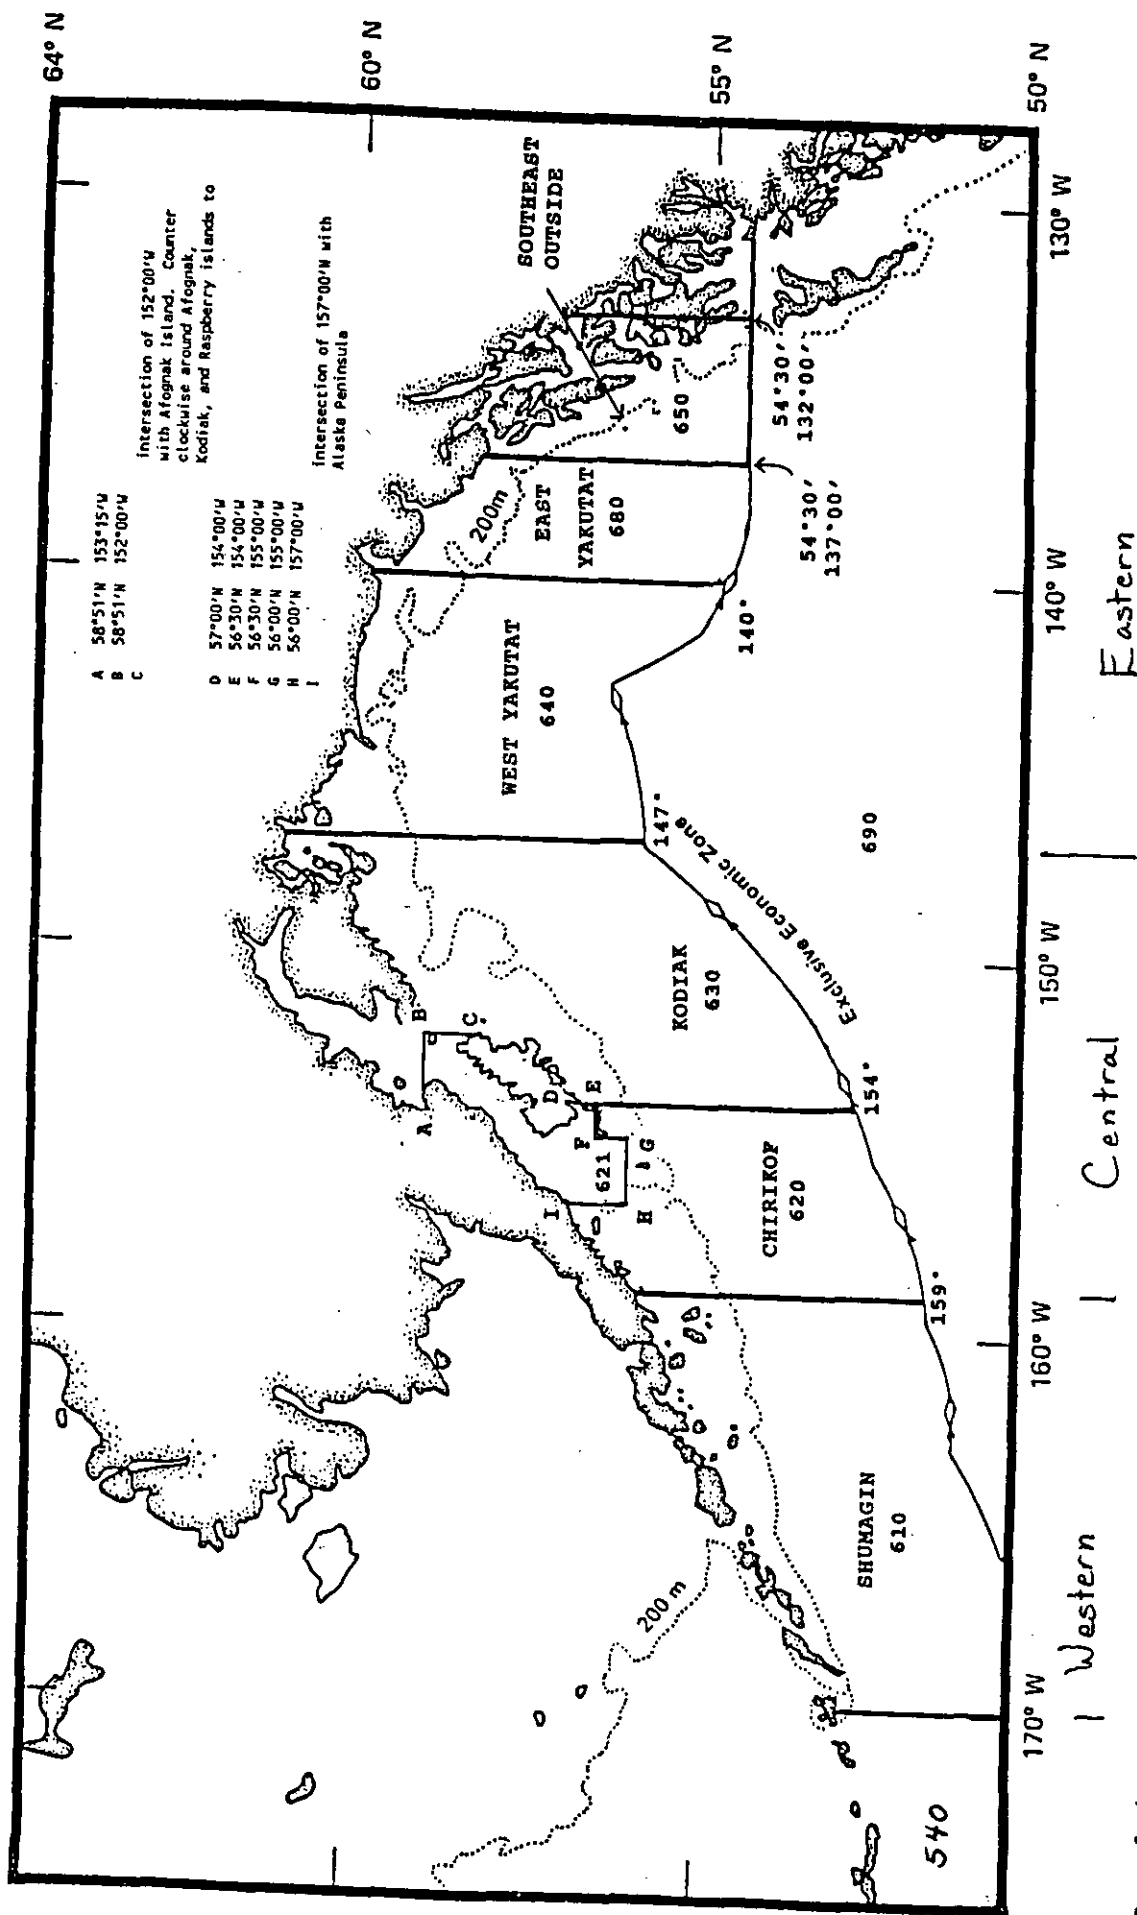 64° N
60° N
55° N
50° N
A 58°51'N 153°15'W
B 58°51'N 152°00'W
C intersection of 152°00'W
with Afognak Island. Counter
clockwise around Afognak,
Kodiak, and Raspberry islands to
D 57°00'N 154°00'W
E 56°30'N 154°00'W
F 56°30'N 155°00'W
G 56°00'N 155°00'W
H 56°00'N 157°00'W
I intersection of 157°00'W with
Alaska Peninsula
SOUTHEAST
OUTSIDE
650
200m
EAST
YAKUTAT
680
54°30'
132°00'
54°30'
137°00'
WEST YAKUTAT
640
140°
147°
Exclusive Economic Zone
690
KODIAK
630
154°
A
B
C
D
E
F
G
H
I
621
CHIRIKOF
620
159°
SHUMAGIN
610
200 m
540
170° W
160° W
150° W
140° W
130° W
| Western | Central | Eastern